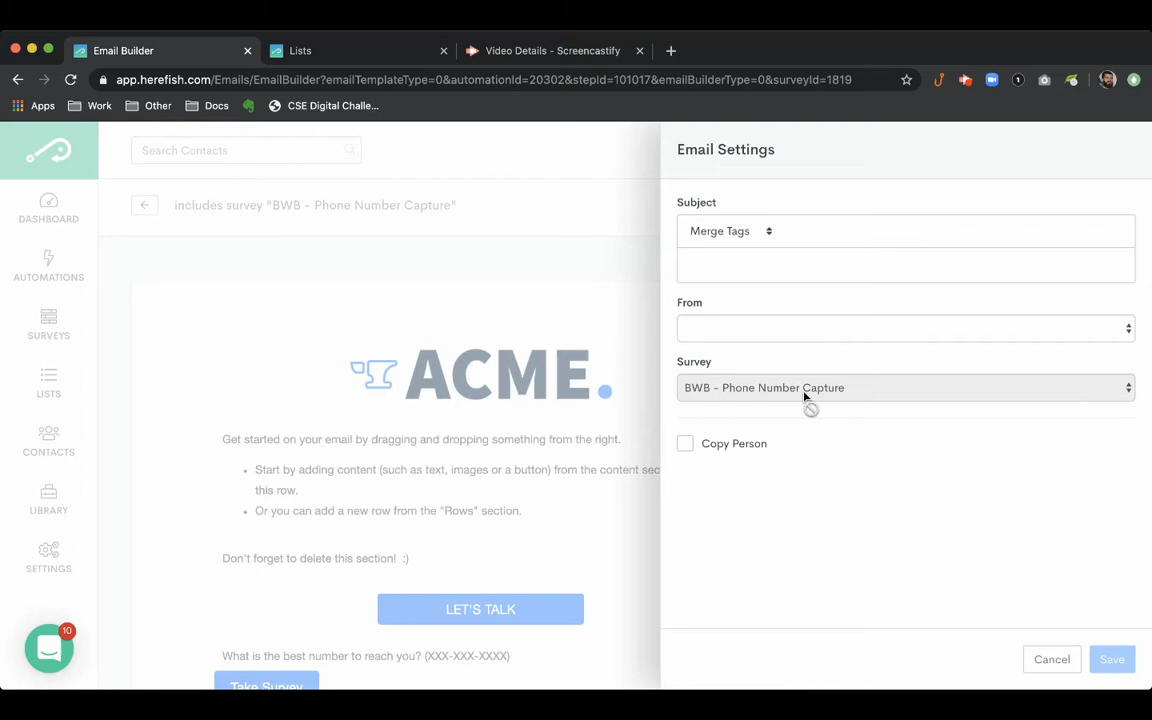 Email Builder
Lists
Video Details - Screencastify
app.herefish.com/Emails/EmailBuilder?emailTemplateType=0&automationId=20302&stepId=101017&emailBuilderType=0&surveyId=1819
Apps
Work
Other
Docs
CSE Digital Challe...
Search Contacts
Email Settings
DASHBOARD
includes survey "BWB - Phone Number Capture"
Subject
Merge Tags
AUTOMATIONS
From
SURVEYS
Survey
BWB - Phone Number Capture
LISTS
ACME.
Get started on your email by dragging and dropping something from the right.
Copy Person
CONTACTS
Start by adding content (such as text, images or a button) from the content sec
this row.
LIBRARY
Or you can add a new row from the "Rows" section.
Don't forget to delete this section! :)
SETTINGS
LET'S TALK
10
What is the best number to reach you? (XXX-XXX-XXXX)
Cancel
Save
Take Survey